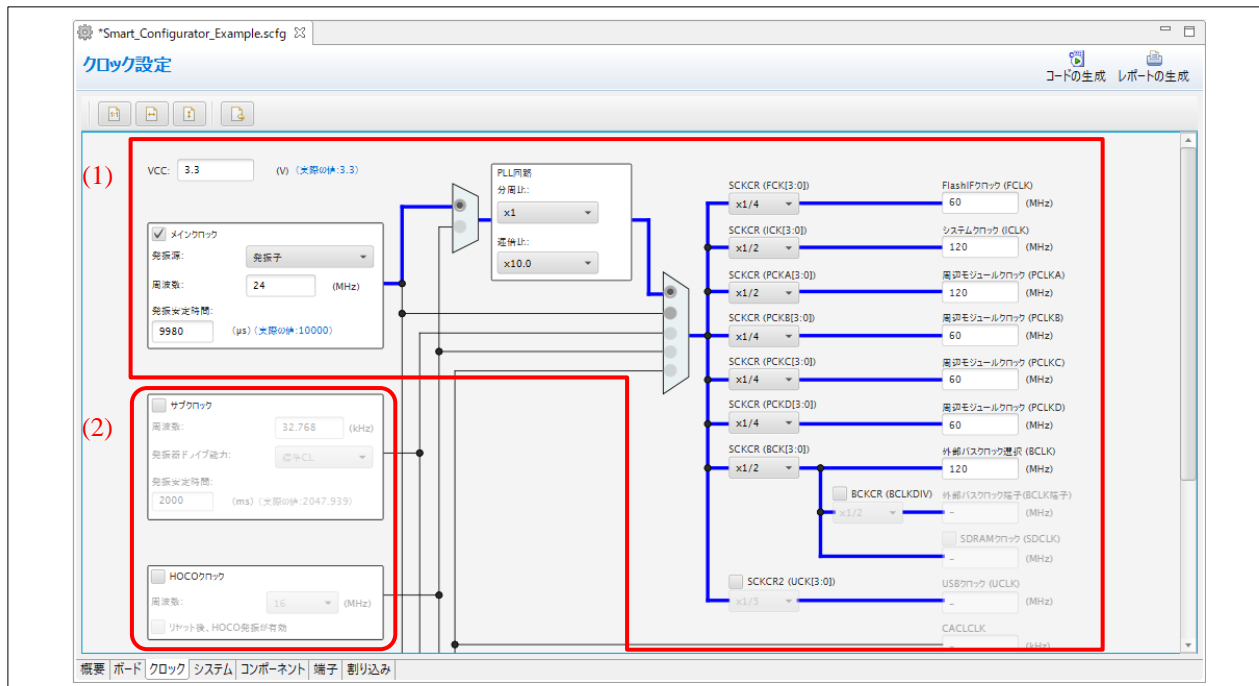 *Smart_Configurator_Example.scfg
クロック設定
コードの生成 レポートの生成
(1)
VCC: 3.3 (V) (実際の値:3.3)
メインクロック
発振源: 発振子
周波数: 24 (MHz)
発振安定時間:
9980 (μs) (実際の値:10000)
PLL回路
分周比:
x1
逓倍比:
x10.0
SCKCR (FCK[3:0]) FlashIFクロック (FCLK)
x1/4 60 (MHz)
SCKCR (ICK[3:0]) システムクロック (ICLK)
x1/2 120 (MHz)
SCKCR (PCKA[3:0]) 周辺モジュールクロック (PCLKA)
x1/2 120 (MHz)
SCKCR (PCKB[3:0]) 周辺モジュールクロック (PCLKB)
x1/4 60 (MHz)
SCKCR (PCKC[3:0]) 周辺モジュールクロック (PCLKC)
x1/4 60 (MHz)
SCKCR (PCKD[3:0]) 周辺モジュールクロック (PCLKD)
x1/4 60 (MHz)
SCKCR (BCK[3:0]) 外部バスクロック選択 (BCLK)
x1/2 120 (MHz)
BCKCR (BCLKDIV) 外部バスクロック端子(BCLK端子)
x1/2 - (MHz)
SDRAMクロック (SDCLK)
- (MHz)
SCKCR2 (UCK[3:0]) USBクロック (UCLK)
x1/5 - (MHz)
CACLCLK
- (kHz)
(2)
サブクロック
周波数: 32.768 (kHz)
発振器ドライブ能力: 標準CL
発振安定時間:
2000 (ms) (実際の値:2047.939)
HOCOクロック
周波数: 16 (MHz)
リセット後、HOCO発振が有効
概要 ボード クロック システム コンポーネント 端子 割り込み